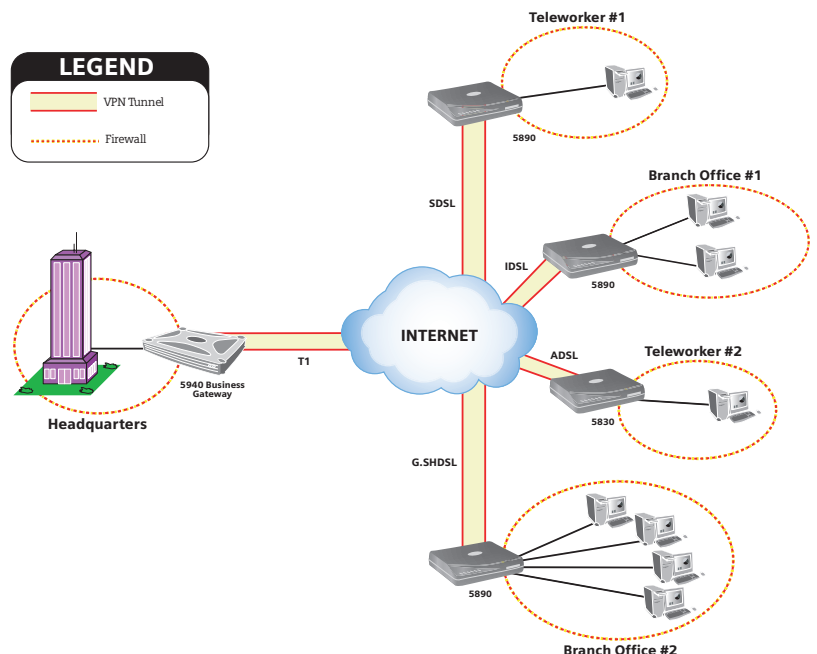 Teleworker #1
LEGEND
VPN Tunnel
Firewall
5890
Branch Office #1
SDSL
IDSL
5890
INTERNET
ADSL
Teleworker #2
T1
5940 Business
Gateway
5830
Headquarters
G.SHDSL
5890
Branch Office #2